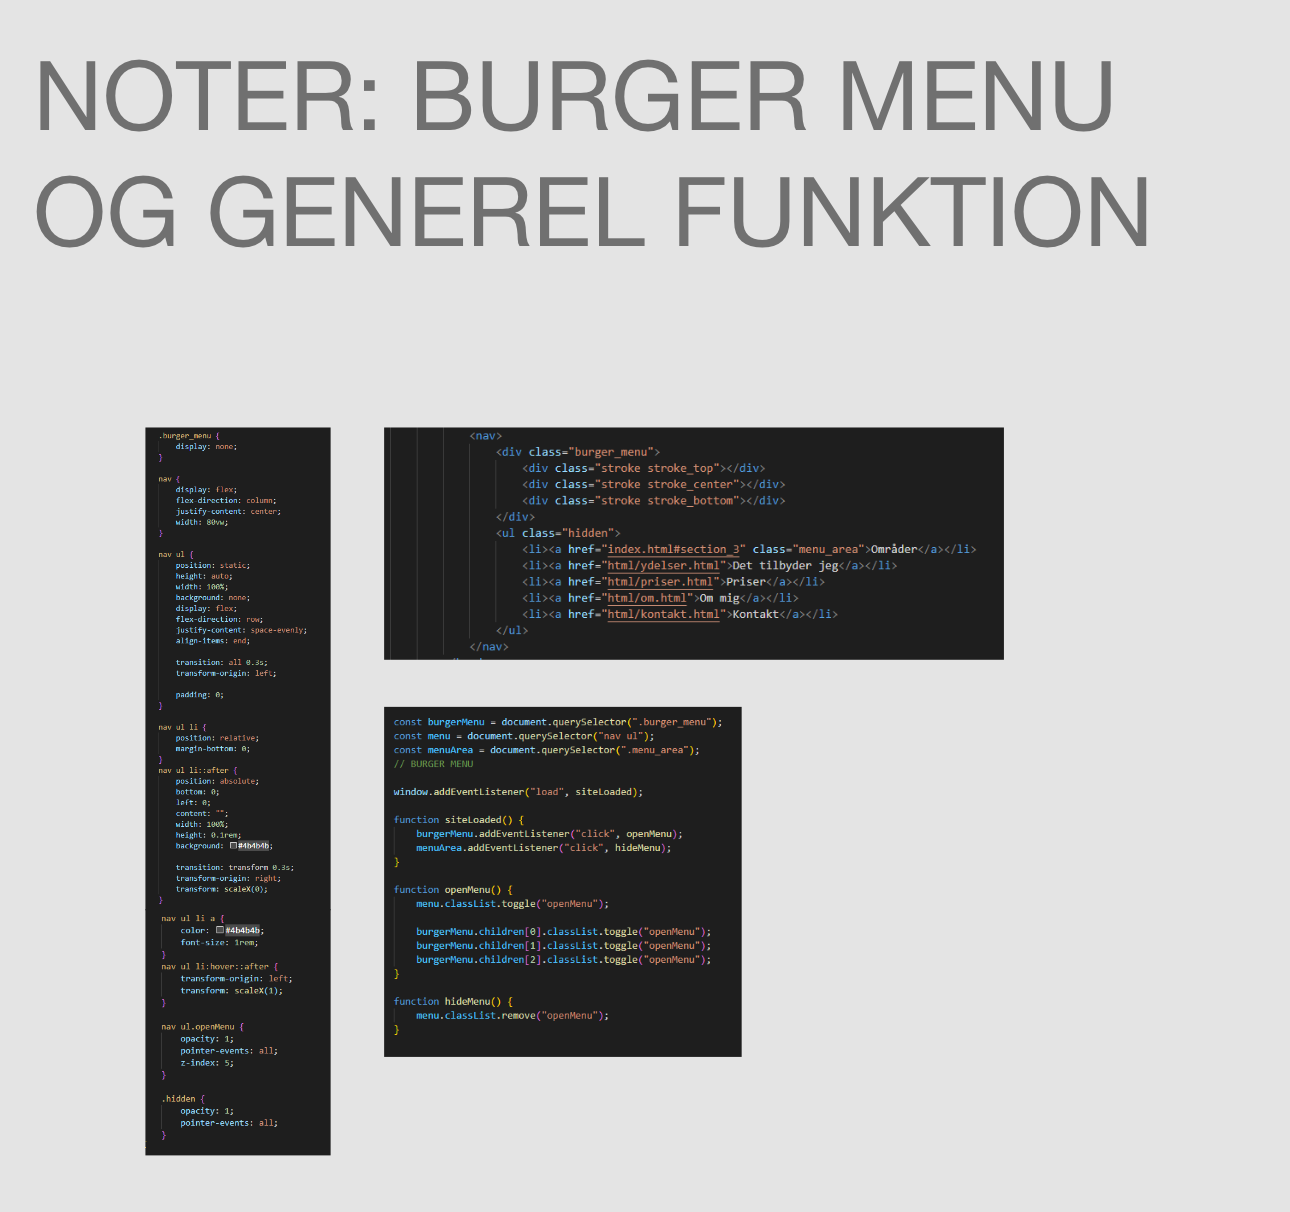 NOTER: BURGER MENU
OG GENEREL FUNKTION
.burger_menu {
display: none;
}
nav {
display: flex;
flex-direction: column;
justify-content: center;
width: 80vw;
}
nav ul {
position: static;
height: auto;
width: 100%;
background: none;
display: flex;
flex-direction: row;
justify-content: space-evenly;
align-items: end;
transition: all 0.3s;
transform-origin: left;
padding: 0;
}
nav ul li {
position: relative;
margin-bottom: 0;
}
nav ul li::after {
position: absolute;
bottom: 0;
left: 0;
content: "";
width: 100%;
height: 0.1rem;
background: #4b4b4b;
transition: transform 0.3s;
transform-origin: right;
transform: scaleX(0);
}
nav ul li a {
color: #4b4b4b;
font-size: 1rem;
}
nav ul li:hover::after {
transform-origin: left;
transform: scaleX(1);
}
nav ul.openMenu {
opacity: 1;
pointer-events: all;
z-index: 5;
}
.hidden {
opacity: 1;
pointer-events: all;
}
<nav>
<div class="burger_menu">
<div class="stroke stroke_top"></div>
<div class="stroke stroke_center"></div>
<div class="stroke stroke_bottom"></div>
</div>
<ul class="hidden">
<li><a href="index.html#section_3" class="menu_area">Områder</a></li>
<li><a href="html/ydelser.html">Det tilbyder jeg</a></li>
<li><a href="html/priser.html">Priser</a></li>
<li><a href="html/om.html">Om mig</a></li>
<li><a href="html/kontakt.html">Kontakt</a></li>
</ul>
</nav>
const burgerMenu = document.querySelector(".burger_menu");
const menu = document.querySelector("nav ul");
const menuArea = document.querySelector(".menu_area");
// BURGER MENU
window.addEventListener("load", siteLoaded);
function siteLoaded() {
burgerMenu.addEventListener("click", openMenu);
menuArea.addEventListener("click", hideMenu);
}
function openMenu() {
menu.classList.toggle("openMenu");
burgerMenu.children[0].classList.toggle("openMenu");
burgerMenu.children[1].classList.toggle("openMenu");
burgerMenu.children[2].classList.toggle("openMenu");
}
function hideMenu() {
menu.classList.remove("openMenu");
}